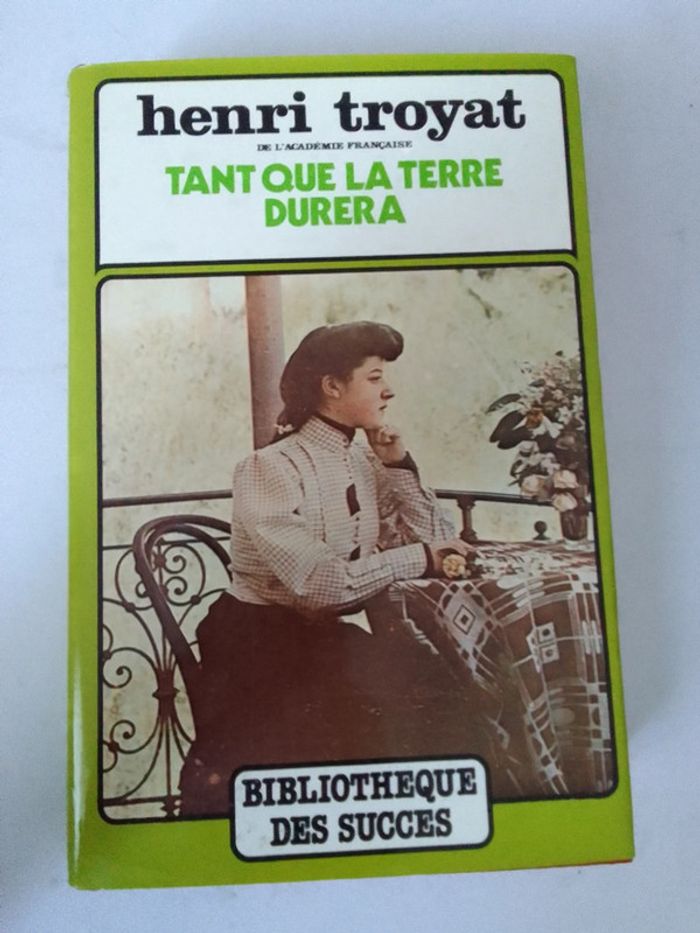 henri troyat
DE L'ACADÉMIE FRANÇAISE
TANT QUE LA TERRE
DURERA
BIBLIOTHEQUE
DES SUCCES